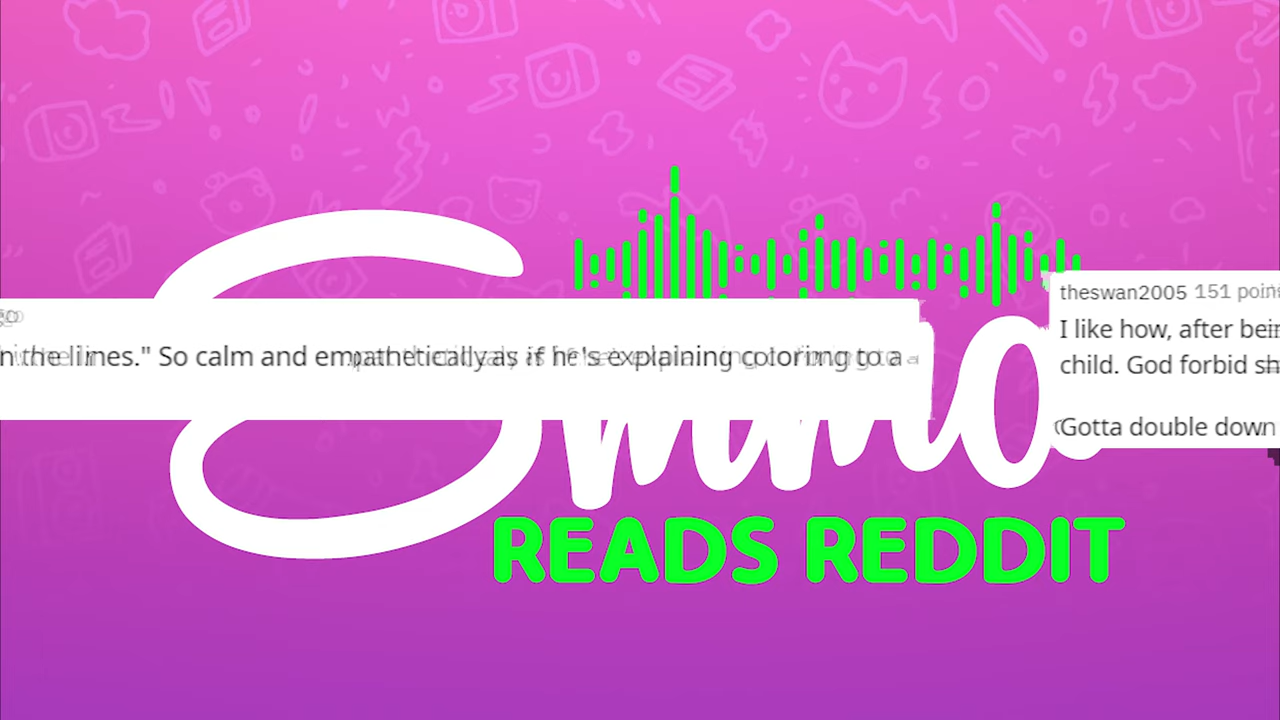 n the lines." So calm and empathetically as if he's explaining coloring to a
theswan2005 151 poin
I like how, after bein
child. God forbid sh
Gotta double down
Emma
READS REDDIT